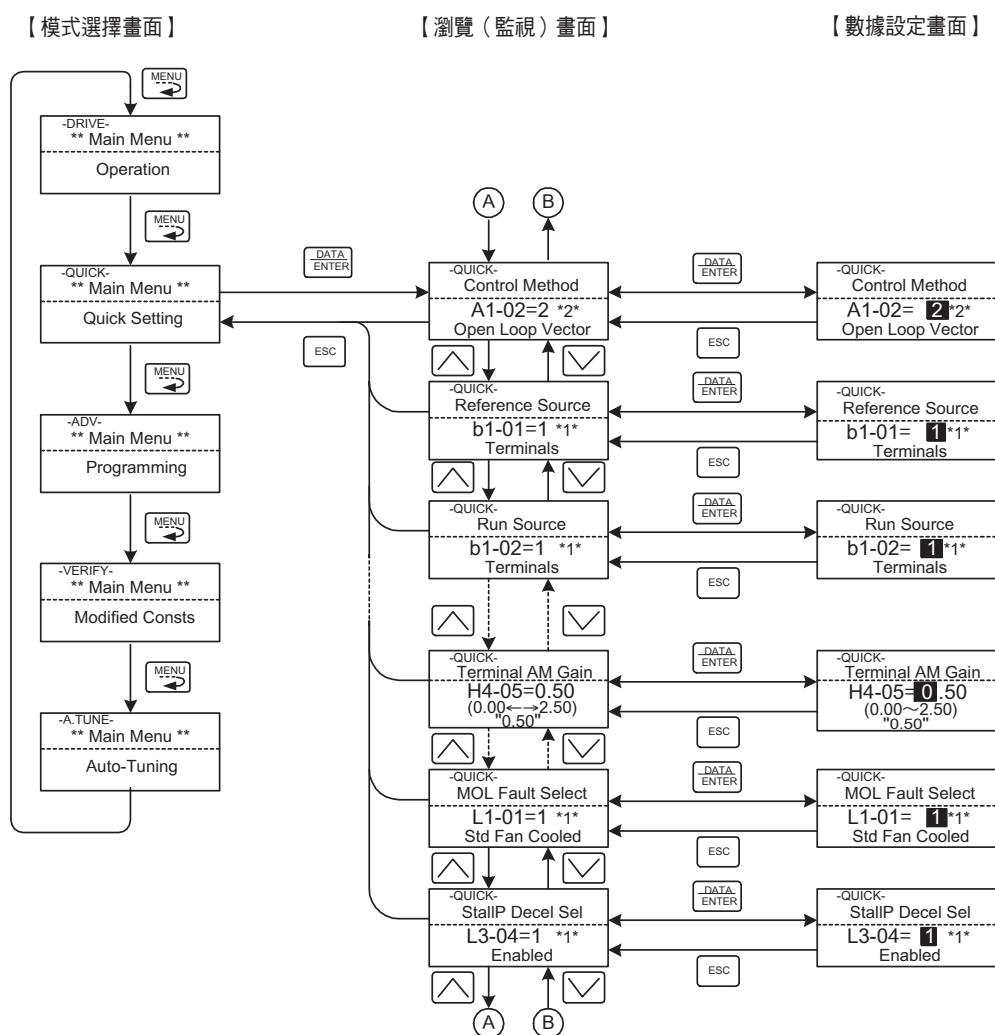 【模式選擇畫面】
【瀏覽（監視）畫面】
【數據設定畫面】
MENU
-DRIVE-
** Main Menu **
Operation
MENU
-QUICK-
** Main Menu **
Quick Setting
MENU
-ADV-
** Main Menu **
Programming
MENU
-VERIFY-
** Main Menu **
Modified Consts
MENU
-A.TUNE-
** Main Menu **
Auto-Tuning
DATA
ENTER
ESC
A
B
-QUICK-
Control Method
A1-02=2 *2*
Open Loop Vector
DATA
ENTER
ESC
-QUICK-
Control Method
A1-02= 2 *2*
Open Loop Vector
-QUICK-
Reference Source
b1-01=1 *1*
Terminals
DATA
ENTER
ESC
-QUICK-
Reference Source
b1-01= 1 *1*
Terminals
-QUICK-
Run Source
b1-02=1 *1*
Terminals
DATA
ENTER
ESC
-QUICK-
Run Source
b1-02= 1 *1*
Terminals
-QUICK-
Terminal AM Gain
H4-05=0.50
(0.00←→2.50)
"0.50"
DATA
ENTER
ESC
-QUICK-
Terminal AM Gain
H4-05=0.50
(0.00～2.50)
"0.50"
-QUICK-
MOL Fault Select
L1-01=1 *1*
Std Fan Cooled
DATA
ENTER
ESC
-QUICK-
MOL Fault Select
L1-01= 1 *1*
Std Fan Cooled
-QUICK-
StallP Decel Sel
L3-04=1 *1*
Enabled
DATA
ENTER
ESC
-QUICK-
StallP Decel Sel
L3-04= 1 *1*
Enabled
A
B